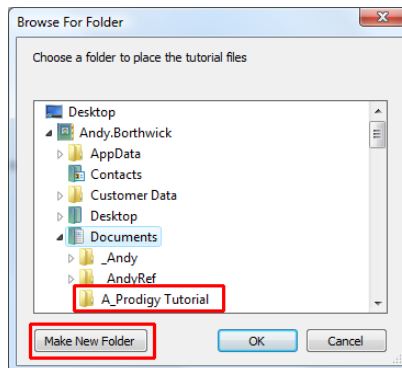 Browse For Folder
Choose a folder to place the tutorial files
Desktop
Andy.Borthwick
AppData
Contacts
Customer Data
Desktop
Documents
_Andy
_AndyRef
A_Prodigy Tutorial
Make New Folder
OK
Cancel